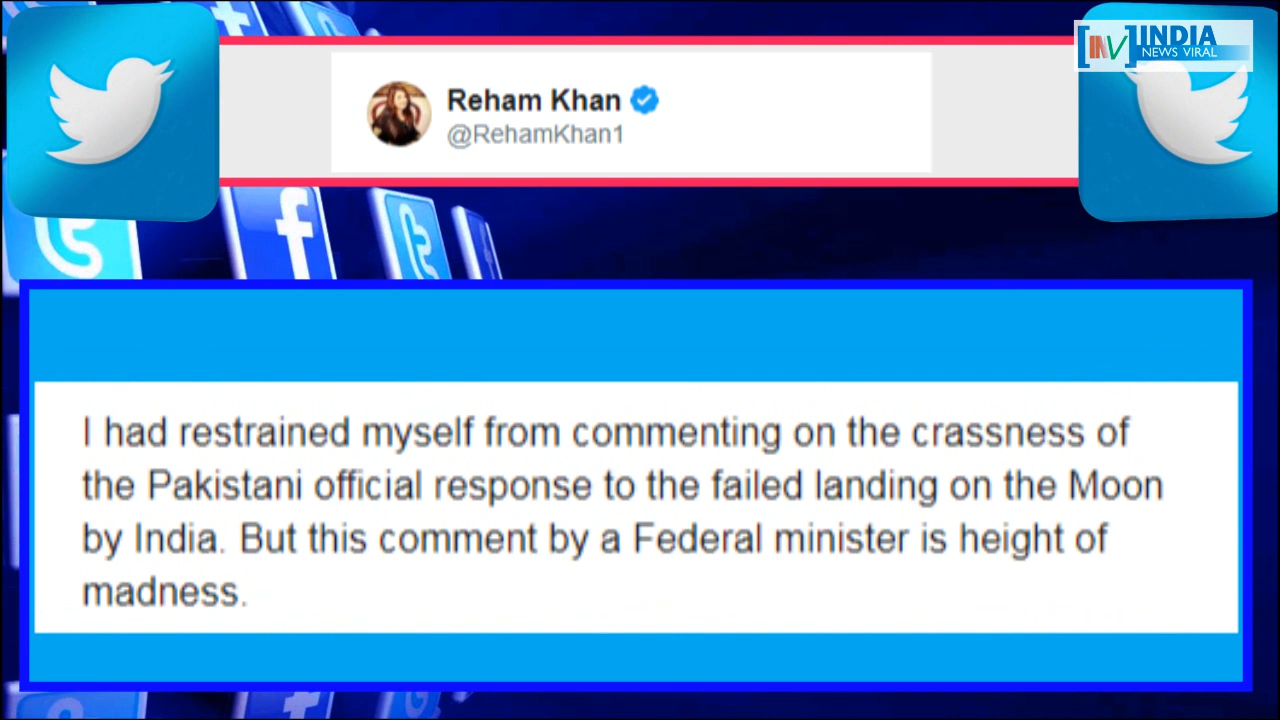 [INV] INDIA
NEWS VIRAL
Reham Khan
@RehamKhan1
I had restrained myself from commenting on the crassness of
the Pakistani official response to the failed landing on the Moon
by India. But this comment by a Federal minister is height of
madness.